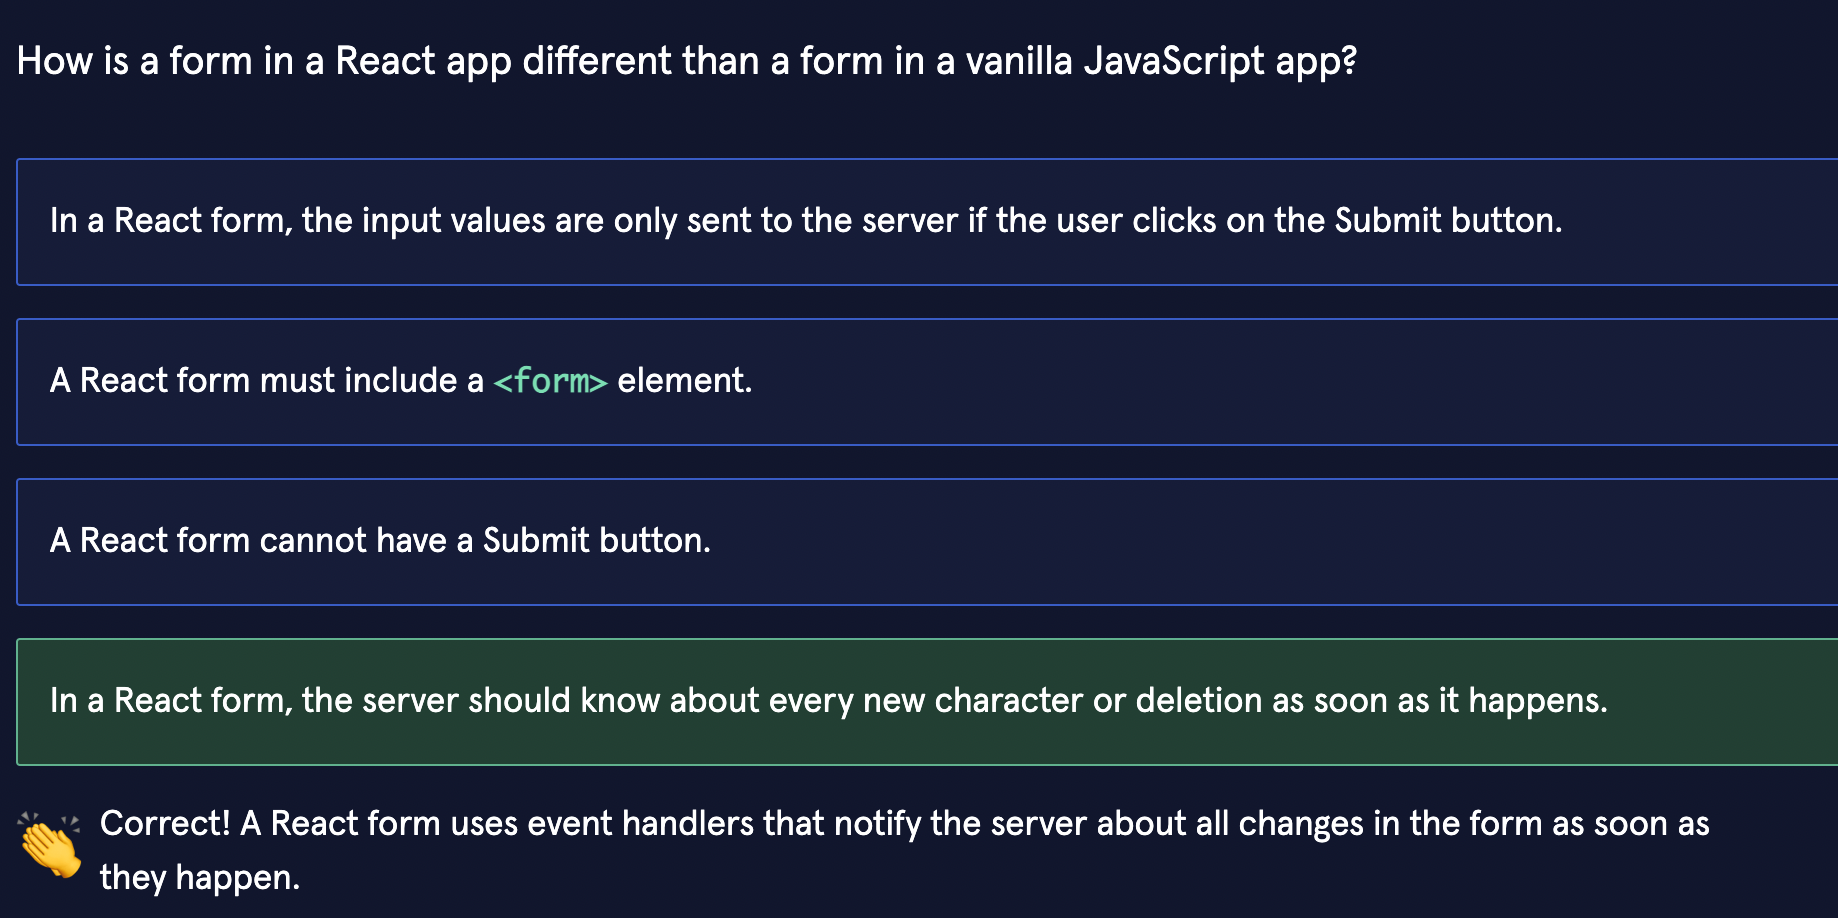 How is a form in a React app different than a form in a vanilla JavaScript app?
In a React form, the input values are only sent to the server if the user clicks on the Submit button.
A React form must include a <form> element.
A React form cannot have a Submit button.
In a React form, the server should know about every new character or deletion as soon as it happens.
Correct! A React form uses event handlers that notify the server about all changes in the form as soon as
they happen.